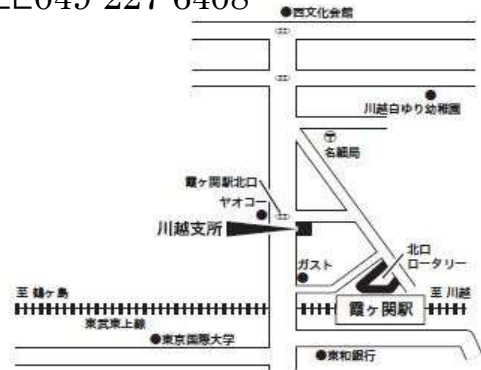 049-227-6408
西文化会館
川越白ゆり幼稚園
〒
名細局
霞ヶ関駅北口
ヤオコー
川越支所
北口
ロータリー
ガスト
至 鶴ヶ島
至 川越
霞ヶ関駅
東武東上線
東京国際大学
東和銀行